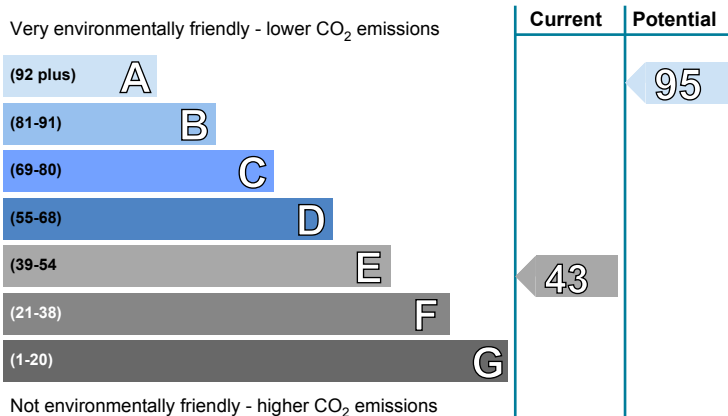 Current Potential
Very environmentally friendly - lower CO2 emissions
(92 plus) A 95
(81-91) B
(69-80) C
(55-68) D
(39-54 E 43
(21-38) F
(1-20) G
Not environmentally friendly - higher CO2 emissions